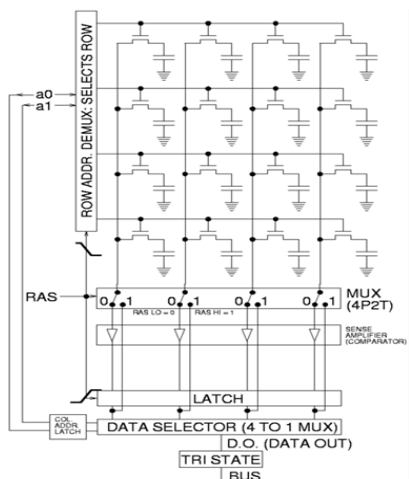 ROW ADDR. DEMUX: SELECTS ROW
a0
a1
RAS
0 1 0 1 0 1 0 1
MUX
(4P2T)
RAS LO = 0 RAS HI = 1
SENSE
AMPLIFIER
(COMPARATOR)
LATCH
COL.
ADDR.
LATCH
DATA SELECTOR (4 TO 1 MUX)
D.O. (DATA OUT)
TRI STATE
BUS